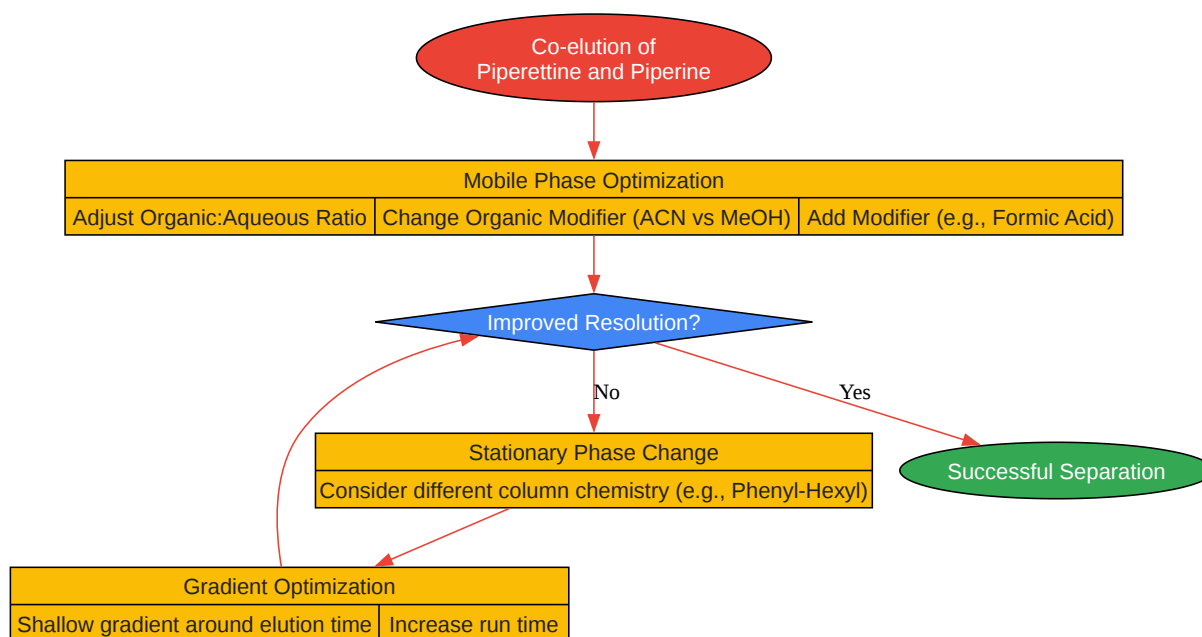 Co-elution of
Piperettine and Piperine
Mobile Phase Optimization
Adjust Organic:Aqueous Ratio
Change Organic Modifier (ACN vs MeOH)
Add Modifier (e.g., Formic Acid)
Improved Resolution?
No
Yes
Stationary Phase Change
Consider different column chemistry (e.g., Phenyl-Hexyl)
Successful Separation
Gradient Optimization
Shallow gradient around elution time
Increase run time